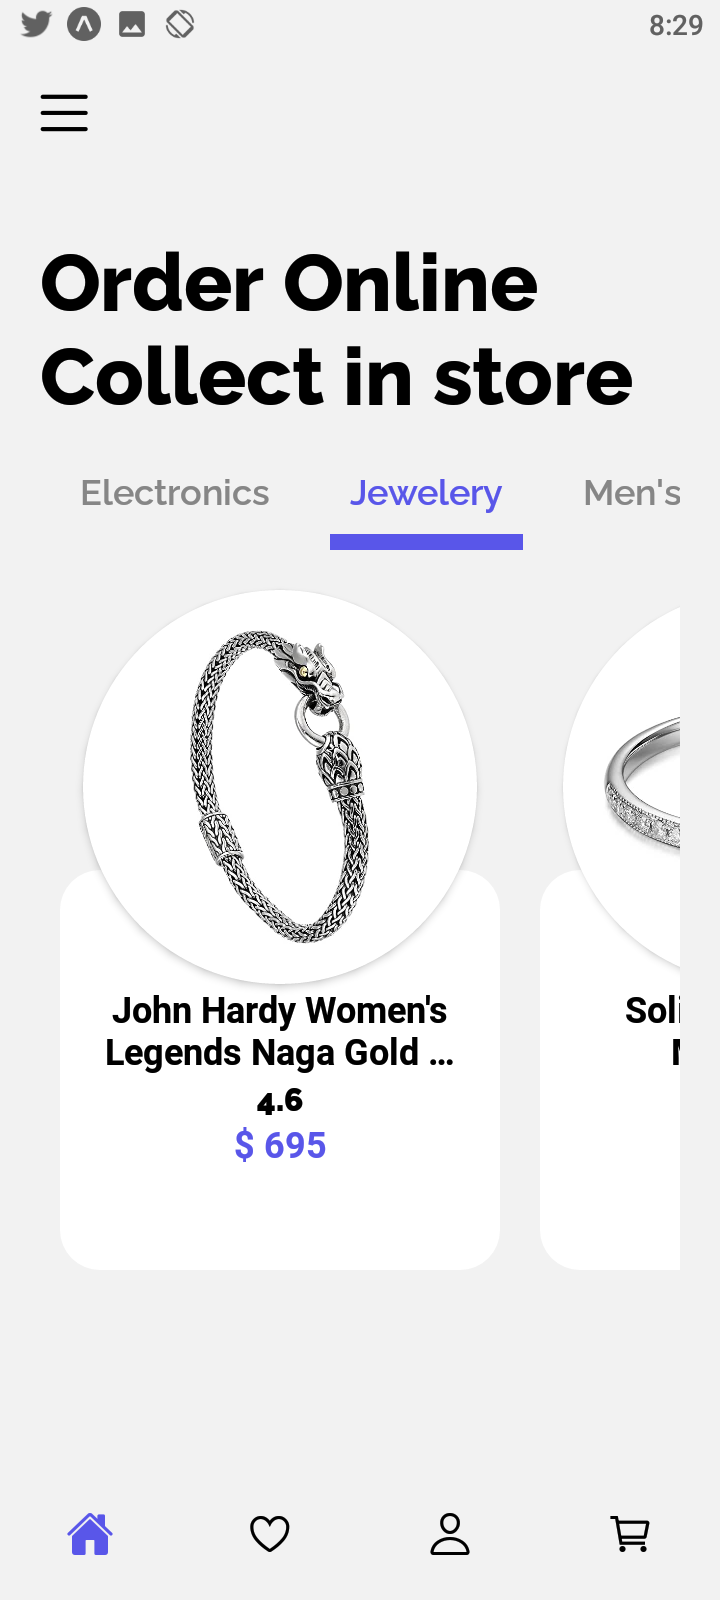 8:29
Order Online
Collect in store
Electronics Jewelery Men's
John Hardy Women's
Legends Naga Gold ...
4.6
$ 695
Soli